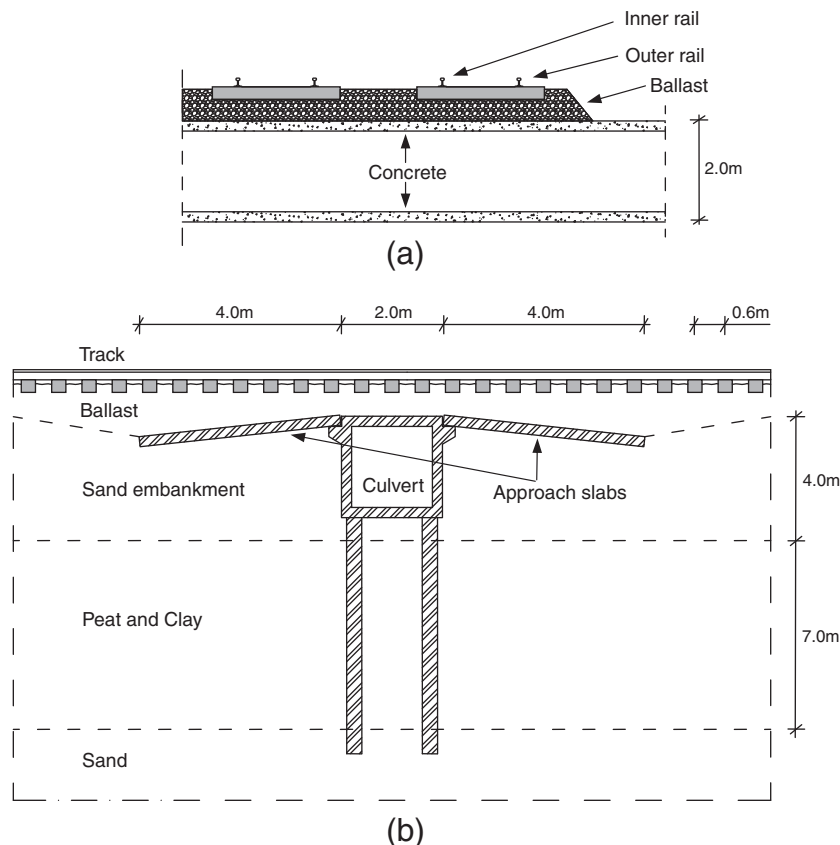 Inner rail
Outer rail
Ballast
Concrete
2.0m
(a)
4.0m 2.0m 4.0m 0.6m
Track
Ballast
Sand embankment
Culvert
Approach slabs
4.0m
Peat and Clay
7.0m
Sand
(b)